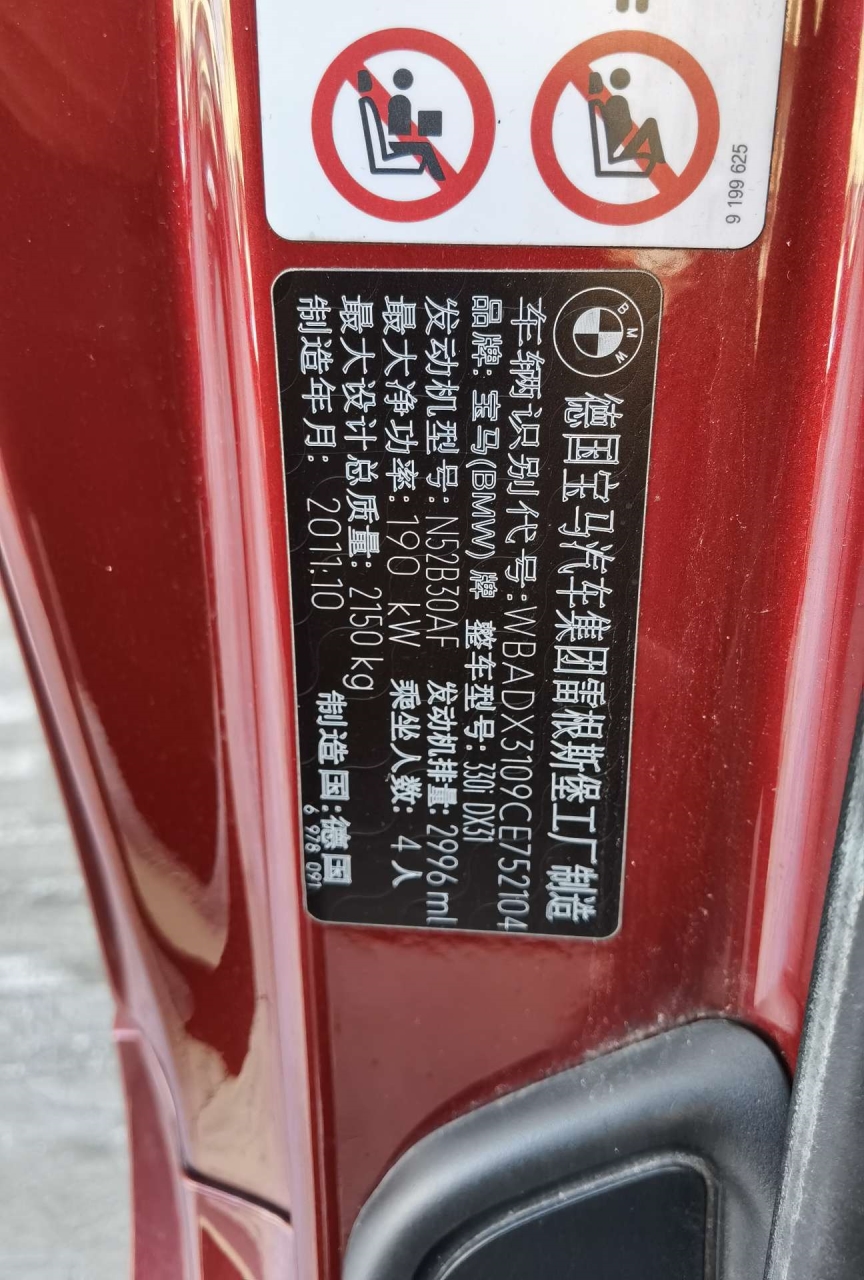 9 199 625
BMW
德国宝马汽车集团雷根斯堡工厂 制造
车辆识别代号:WBADX3109CE752104
品牌: 宝马(BMW) 牌 整车型号: 330i DX31
发动机型号: N52B30AF 发动机排量: 2996 ml
最大净功率: 190 kW 乘坐人数: 4 人
最大设计总质量: 2150 kg
制造年月: 2011.10 制造国: 德国
6 978 091